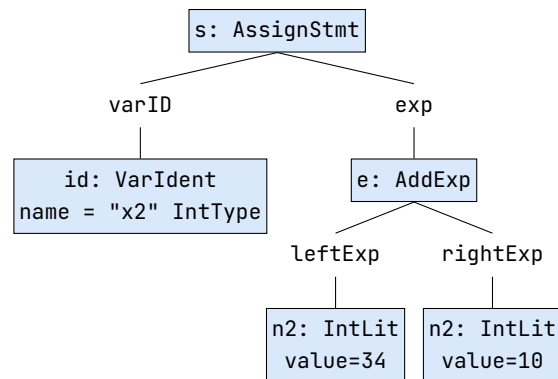 s: AssignStmt
varID
exp
id: VarIdent
name = "x2" IntType
e: AddExp
leftExp
rightExp
n2: IntLit
value=34
n2: IntLit
value=10